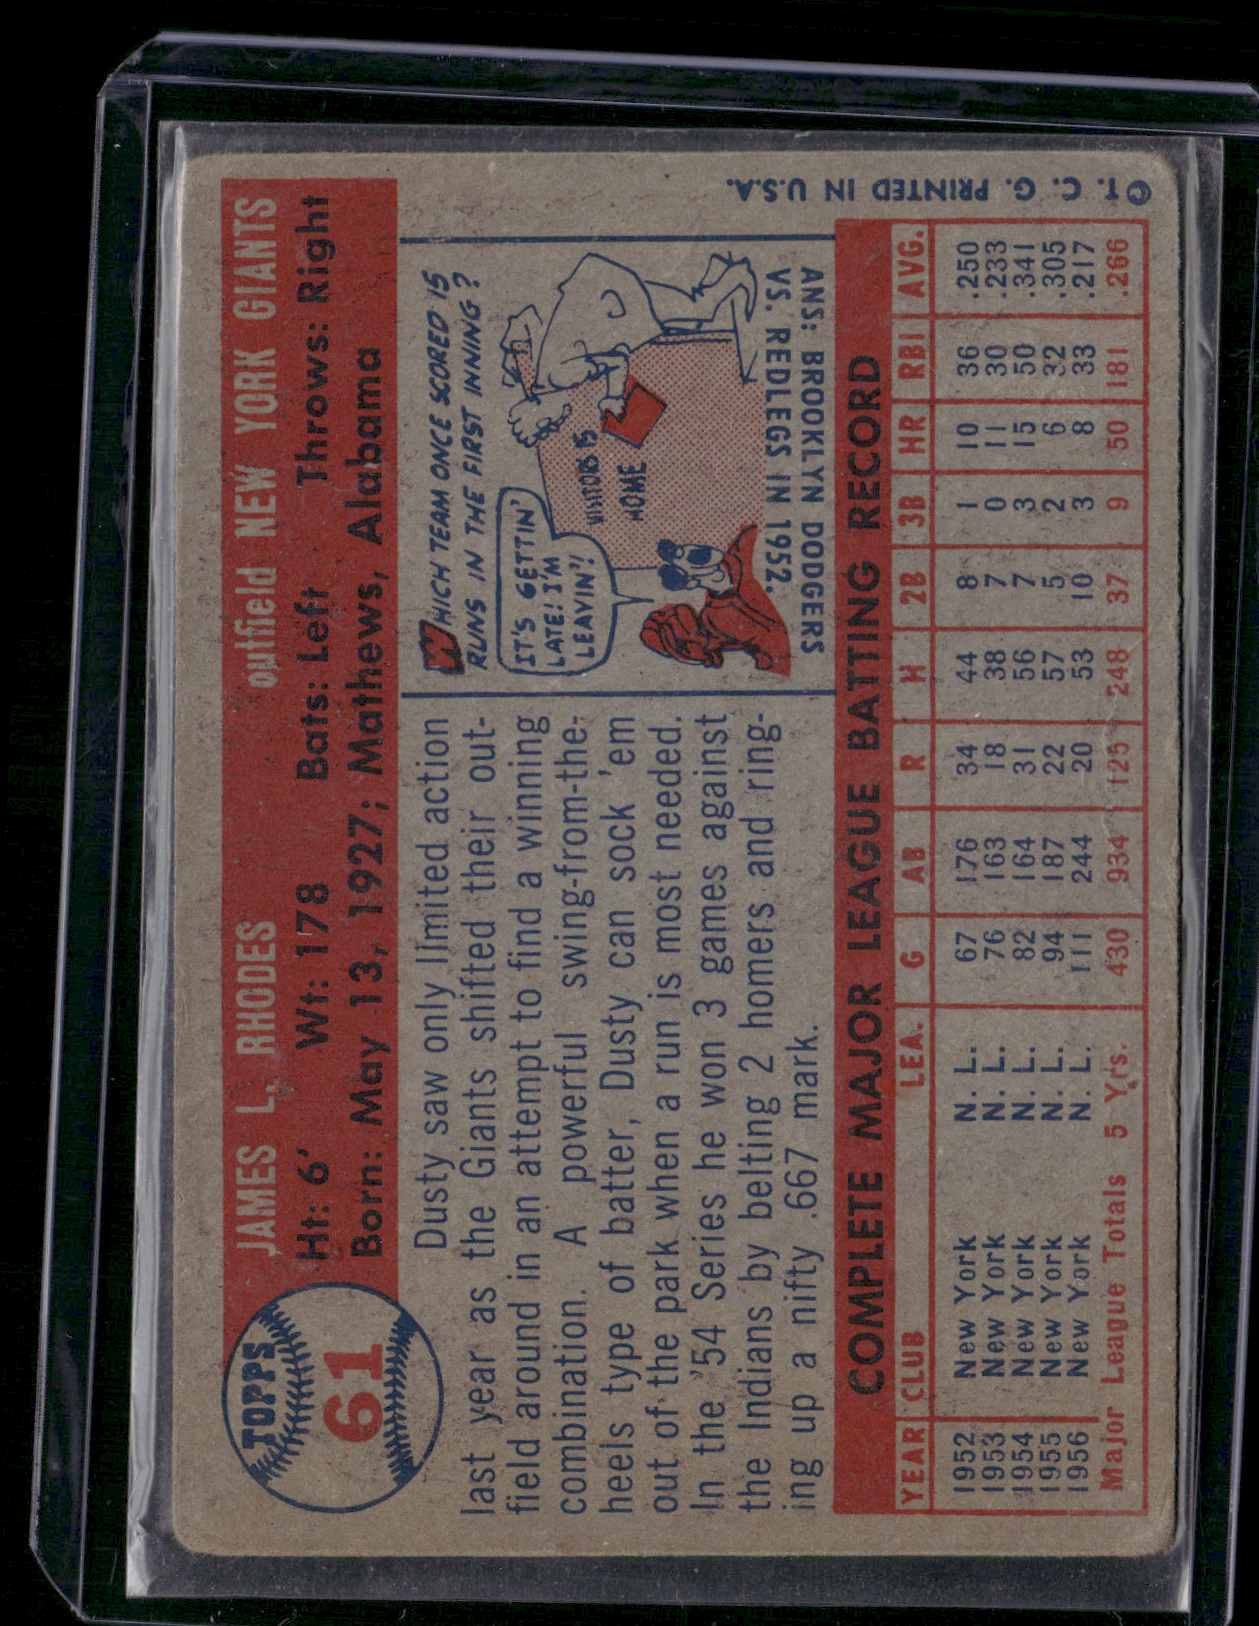 TOPPS
61
JAMES L. RHODES outfield NEW YORK GIANTS
Ht: 6' Wt: 178 Bats: Left Throws: Right
Born: May 13, 1927; Mathews, Alabama
Dusty saw only limited action
last year as the Giants shifted their out-
field around in an attempt to find a winning
combination. A powerful swing-from-the-
heels type of batter, Dusty can sock 'em
out of the park when a run is most needed.
In the '54 Series he won 3 games against
the Indians by belting 2 homers and ring-
ing up a nifty .667 mark.
WHICH TEAM ONCE SCORED 15
RUNS IN THE FIRST INNING?
IT'S GETTIN'
LATE! I'M
LEAVIN'!
VISITORS 15
HOME
ANS: BROOKLYN DODGERS
VS. REDLEGS IN 1952.
COMPLETE MAJOR LEAGUE BATTING RECORD
YEAR CLUB LEA. G AB R H 2B 3B HR RBI AVG.
1952 New York N. L. 67 176 34 44 8 1 10 36 .250
1953 New York N. L. 76 163 18 38 7 0 11 30 .233
1954 New York N. L. 82 164 31 56 7 3 15 50 .341
1955 New York N. L. 94 187 22 57 5 2 6 32 .305
1956 New York N. L. 111 244 20 53 10 3 8 33 .217
Major League Totals 5 Yrs. 430 934 125 248 37 9 50 181 .266
©T. C. G. PRINTED IN U.S.A.